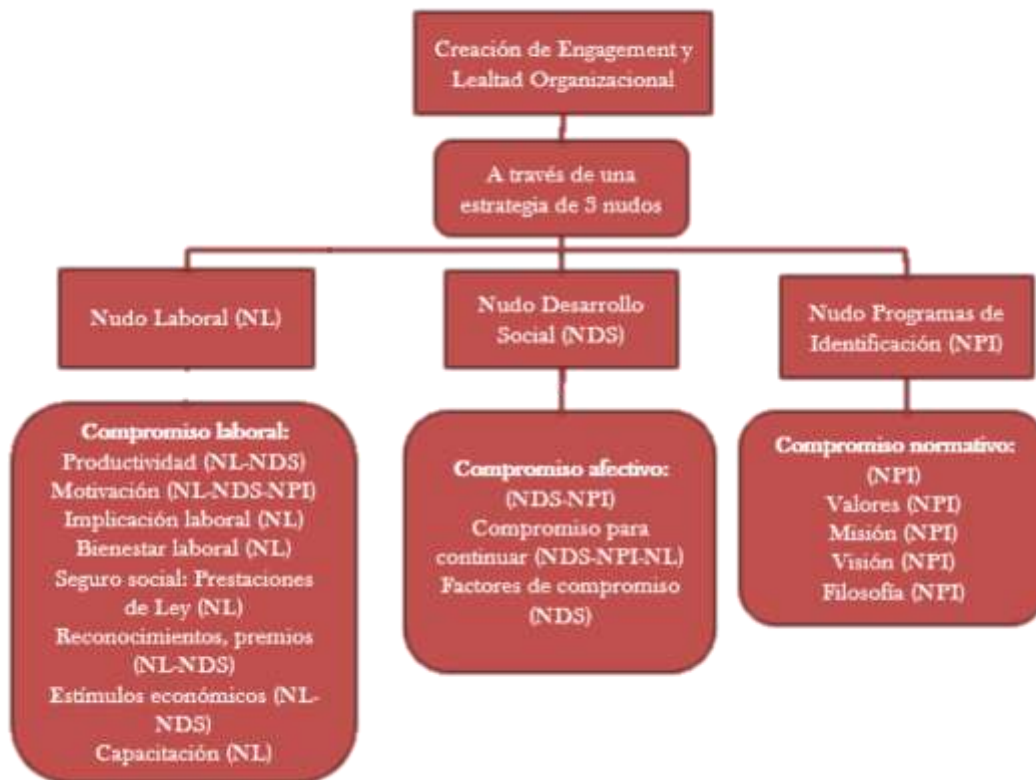 Creación de Engagement y
Lealtad Organizacional
A través de una
estrategia de 3 nudos
Nudo Laboral (NL)
Nudo Desarrollo
Social (NDS)
Nudo Programas de
Identificación (NPI)
Compromiso laboral:
Productividad (NL-NDS)
Motivación (NL-NDS-NPI)
Implicación laboral (NL)
Bienestar laboral (NL)
Seguro social: Prestaciones
de Ley (NL)
Reconocimientos, premios
(NL-NDS)
Estímulos económicos (NL-
NDS)
Capacitación (NL)
Compromiso afectivo:
(NDS-NPI)
Compromiso para
continuar (NDS-NPI-NL)
Factores de compromiso
(NDS)
Compromiso normativo:
(NPI)
Valores (NPI)
Misión (NPI)
Visión (NPI)
Filosofía (NPI)